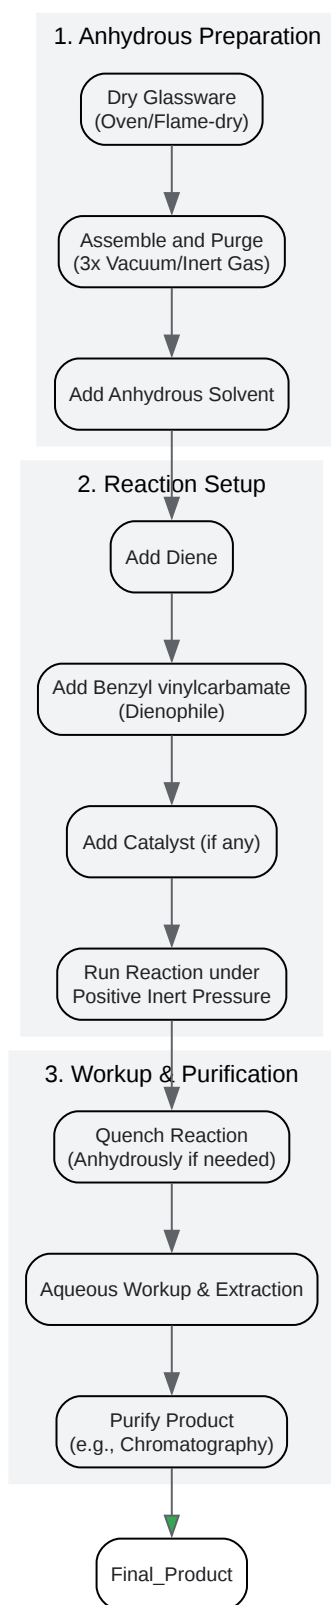 1. Anhydrous Preparation
Dry Glassware
(Oven/Flame-dry)
Assemble and Purge
(3x Vacuum/Inert Gas)
Add Anhydrous Solvent
2. Reaction Setup
Add Diene
Add Benzyl vinylcarbamate
(Dienophile)
Add Catalyst (if any)
Run Reaction under
Positive Inert Pressure
3. Workup & Purification
Quench Reaction
(Anhydrously if needed)
Aqueous Workup & Extraction
Purify Product
(e.g., Chromatography)
Final_Product